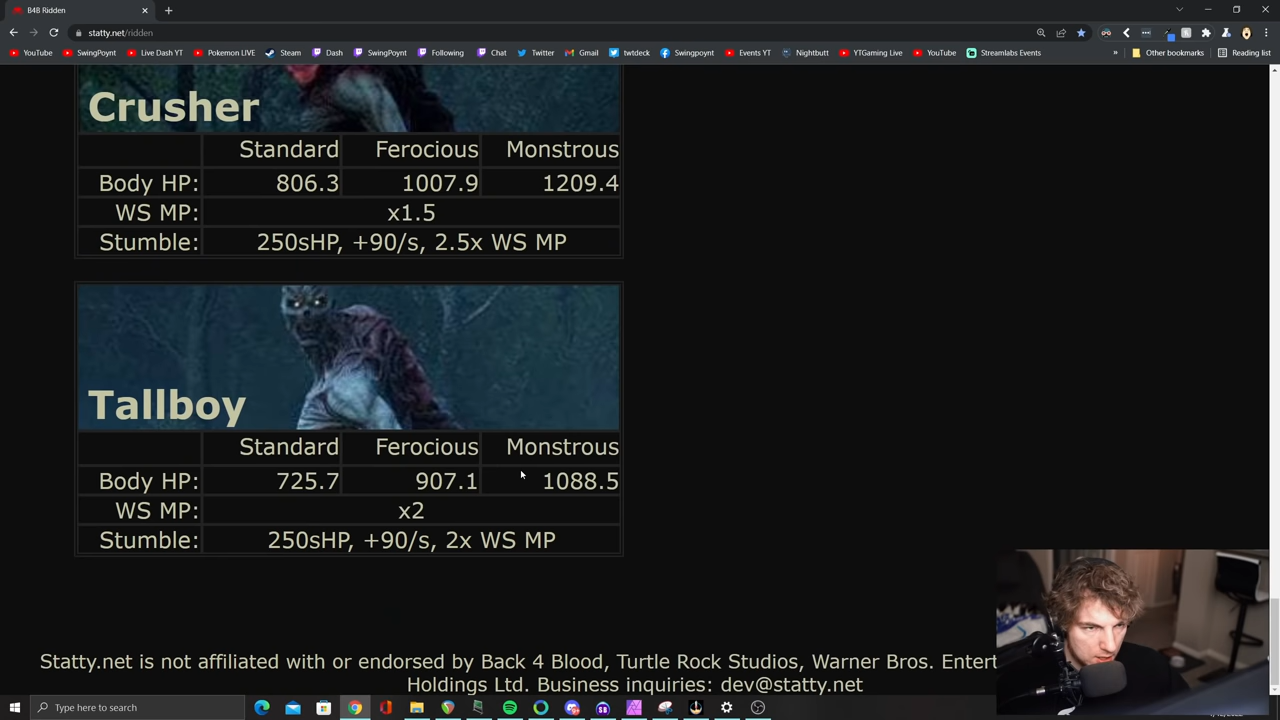 B4B Ridden
statty.net/ridden
YouTube SwingPoynt Live Dash YT Pokemon LIVE Steam Dash SwingPoynt Following Chat Twitter Gmail twtdeck Swingpoynt Events YT Nightbutt YTGaming Live YouTube Streamlabs Events » Other bookmarks Reading list
Crusher
Standard Ferocious Monstrous
Body HP: 806.3 1007.9 1209.4
WS MP: x1.5
Stumble: 250sHP, +90/s, 2.5x WS MP
Tallboy
Standard Ferocious Monstrous
Body HP: 725.7 907.1 1088.5
WS MP: x2
Stumble: 250sHP, +90/s, 2x WS MP
Statty.net is not affiliated with or endorsed by Back 4 Blood, Turtle Rock Studios, Warner Bros. Entert
Holdings Ltd. Business inquiries: dev@statty.net
Type here to search